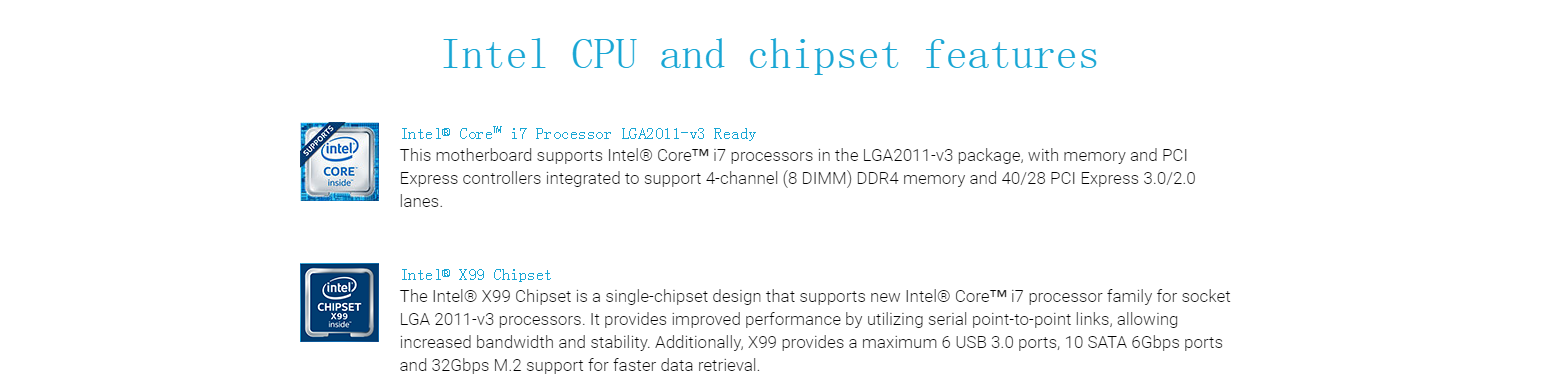 Intel CPU and chipset features
SUPPORTS
intel
CORE™
inside™
Intel® Core™ i7 Processor LGA2011-v3 Ready
This motherboard supports Intel® Core™ i7 processors in the LGA2011-v3 package, with memory and PCI
Express controllers integrated to support 4-channel (8 DIMM) DDR4 memory and 40/28 PCI Express 3.0/2.0
lanes.
intel
CHIPSET
X99
inside™
Intel® X99 Chipset
The Intel® X99 Chipset is a single-chipset design that supports new Intel® Core™ i7 processor family for socket
LGA 2011-v3 processors. It provides improved performance by utilizing serial point-to-point links, allowing
increased bandwidth and stability. Additionally, X99 provides a maximum 6 USB 3.0 ports, 10 SATA 6Gbps ports
and 32Gbps M.2 support for faster data retrieval.